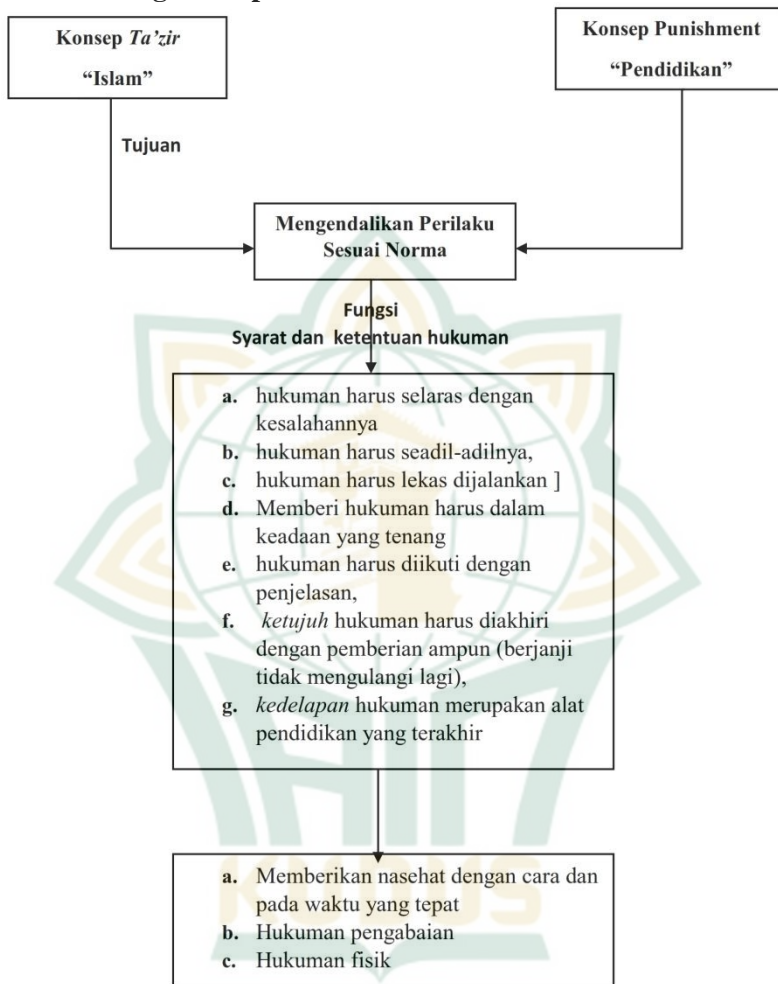 Konsep Ta’zir
“Islam”
Konsep Punishment
“Pendidikan”
Tujuan
Mengendalikan Perilaku
Sesuai Norma
Fungsi
Syarat dan ketentuan hukuman
a. hukuman harus selaras dengan
kesalahannya
b. hukuman harus seadil-adilnya,
c. hukuman harus lekas dijalankan ]
d. Memberi hukuman harus dalam
keadaan yang tenang
e. hukuman harus diikuti dengan
penjelasan,
f. ketujuh hukuman harus diakhiri
dengan pemberian ampun (berjanji
tidak mengulangi lagi),
g. kedelapan hukuman merupakan alat
pendidikan yang terakhir
a. Memberikan nasehat dengan cara dan
pada waktu yang tepat
b. Hukuman pengabaian
c. Hukuman fisik
KUDUS